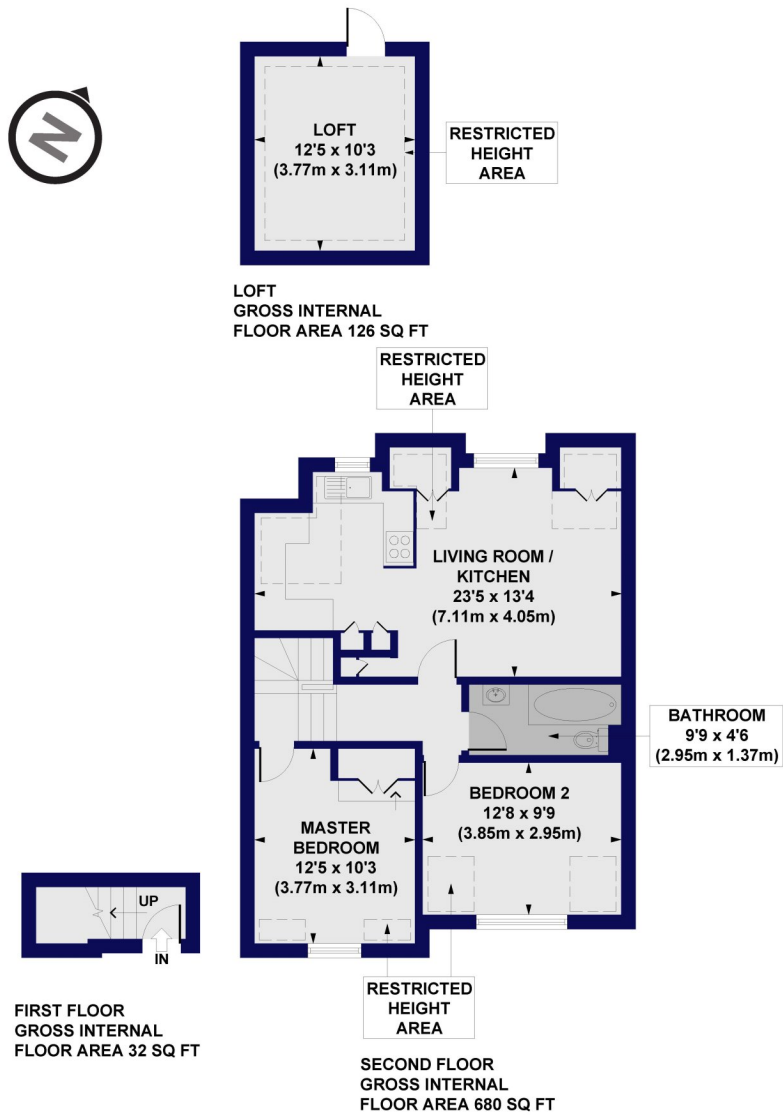 N
LOFT
12'5 x 10'3
(3.77m x 3.11m)
RESTRICTED
HEIGHT
AREA
LOFT
GROSS INTERNAL
FLOOR AREA 126 SQ FT
RESTRICTED
HEIGHT
AREA
LIVING ROOM /
KITCHEN
23'5 x 13'4
(7.11m x 4.05m)
BATHROOM
9'9 x 4'6
(2.95m x 1.37m)
BEDROOM 2
12'8 x 9'9
(3.85m x 2.95m)
MASTER
BEDROOM
12'5 x 10'3
(3.77m x 3.11m)
UP
IN
RESTRICTED
HEIGHT
AREA
FIRST FLOOR
GROSS INTERNAL
FLOOR AREA 32 SQ FT
SECOND FLOOR
GROSS INTERNAL
FLOOR AREA 680 SQ FT